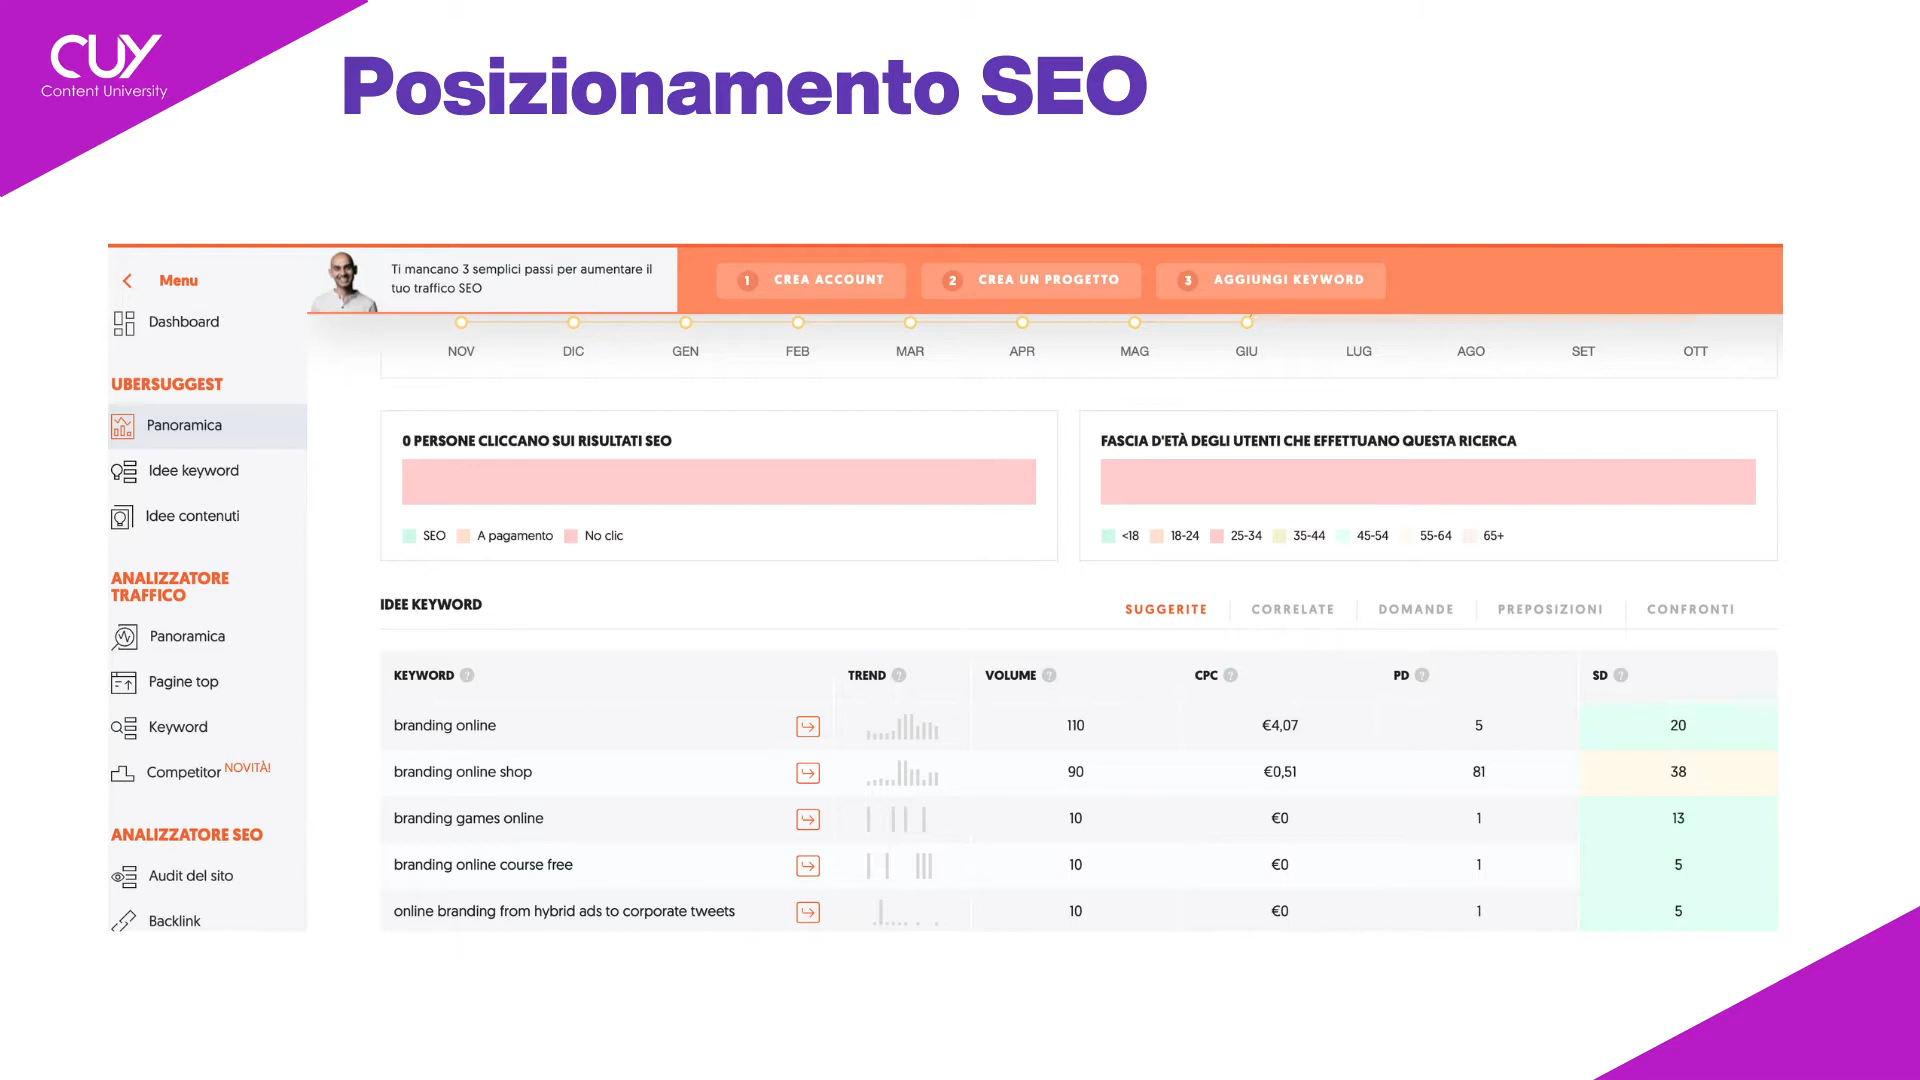 CUY
Content University
Posizionamento SEO
Menu
Dashboard
UBERSUGGEST
Panoramica
Idee keyword
Idee contenuti
ANALIZZATORE
TRAFFICO
Panoramica
Pagine top
Keyword
Competitor NOVITÀ!
ANALIZZATORE SEO
Audit del sito
Backlink
Ti mancano 3 semplici passi per aumentare il
tuo traffico SEO
1 CREA ACCOUNT
2 CREA UN PROGETTO
3 AGGIUNGI KEYWORD
NOV DIC GEN FEB MAR APR MAG GIU LUG AGO SET OTT
0 PERSONE CLICCANO SUI RISULTATI SEO
SEO A pagamento No clic
FASCIA D'ETÀ DEGLI UTENTI CHE EFFETTUANO QUESTA RICERCA
<18 18-24 25-34 35-44 45-54 55-64 65+
IDEE KEYWORD
SUGGERITE CORRELATE DOMANDE PREPOSIZIONI CONFRONTI
KEYWORD ? TREND ? VOLUME ? CPC ? PD ? SD ?
branding online 110 €4,07 5 20
branding online shop 90 €0,51 81 38
branding games online 10 €0 1 13
branding online course free 10 €0 1 5
online branding from hybrid ads to corporate tweets 10 €0 1 5